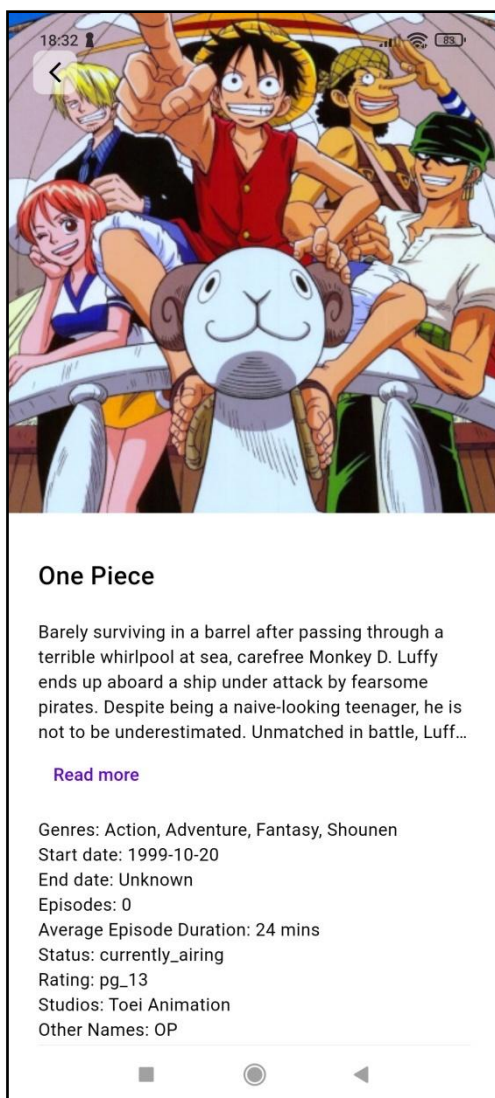 18:32
83
One Piece
Barely surviving in a barrel after passing through a
terrible whirlpool at sea, carefree Monkey D. Luffy
ends up aboard a ship under attack by fearsome
pirates. Despite being a naive-looking teenager, he is
not to be underestimated. Unmatched in battle, Luff…
Read more
Genres: Action, Adventure, Fantasy, Shounen
Start date: 1999-10-20
End date: Unknown
Episodes: 0
Average Episode Duration: 24 mins
Status: currently_airing
Rating: pg_13
Studios: Toei Animation
Other Names: OP